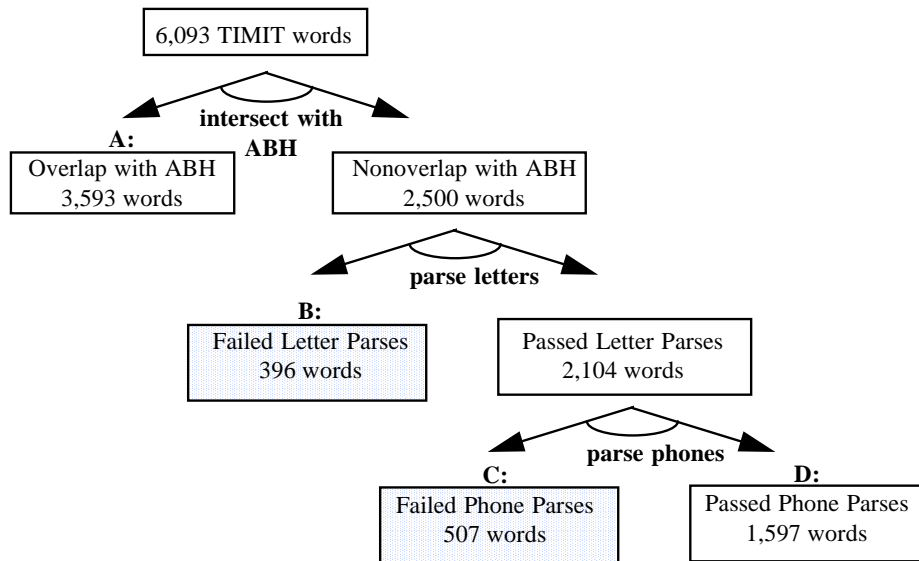 6,093 TIMIT words
intersect with
ABH
A:
Overlap with ABH
3,593 words
Nonoverlap with ABH
2,500 words
parse letters
B:
Failed Letter Parses
396 words
Passed Letter Parses
2,104 words
parse phones
C:
Failed Phone Parses
507 words
D:
Passed Phone Parses
1,597 words